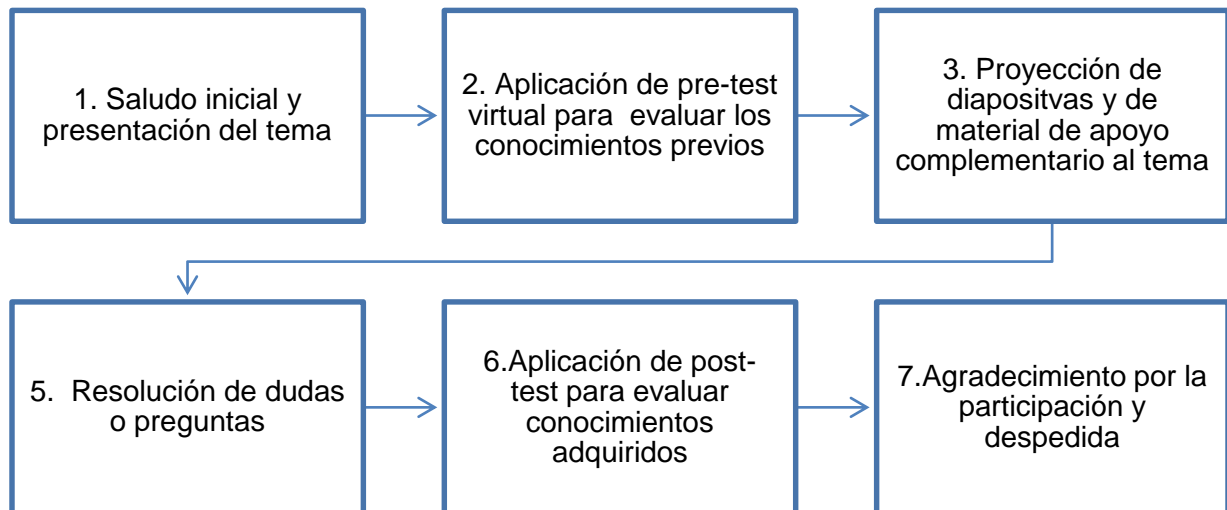 1. Saludo inicial y
presentación del tema
2. Aplicación de pre-test
virtual para  evaluar los
conocimientos previos
3. Proyección de
diapositvas y de
material de apoyo
complementario al tema
5.  Resolución de dudas
o preguntas
6.Aplicación de post-
test para evaluar
conocimientos
adquiridos
7.Agradecimiento por la
participación y
despedida